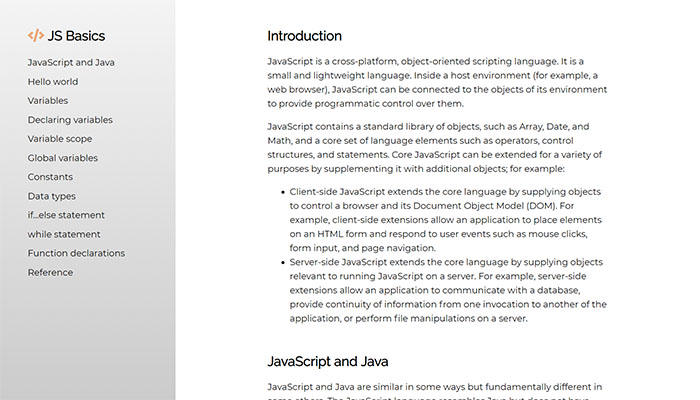 </> JS Basics
JavaScript and Java
Hello world
Variables
Declaring variables
Variable scope
Global variables
Constants
Data types
if...else statement
while statement
Function declarations
Reference
Introduction
JavaScript is a cross-platform, object-oriented scripting language. It is a
small and lightweight language. Inside a host environment (for example, a
web browser), JavaScript can be connected to the objects of its environment
to provide programmatic control over them.
JavaScript contains a standard library of objects, such as Array, Date, and
Math, and a core set of language elements such as operators, control
structures, and statements. Core JavaScript can be extended for a variety of
purposes by supplementing it with additional objects; for example:
• Client-side JavaScript extends the core language by supplying objects
to control a browser and its Document Object Model (DOM). For
example, client-side extensions allow an application to place elements
on an HTML form and respond to user events such as mouse clicks,
form input, and page navigation.
• Server-side JavaScript extends the core language by supplying objects
relevant to running JavaScript on a server. For example, server-side
extensions allow an application to communicate with a database,
provide continuity of information from one invocation to another of the
application, or perform file manipulations on a server.
JavaScript and Java
JavaScript and Java are similar in some ways but fundamentally different in
some others. The JavaScript language resembles Java but does not have